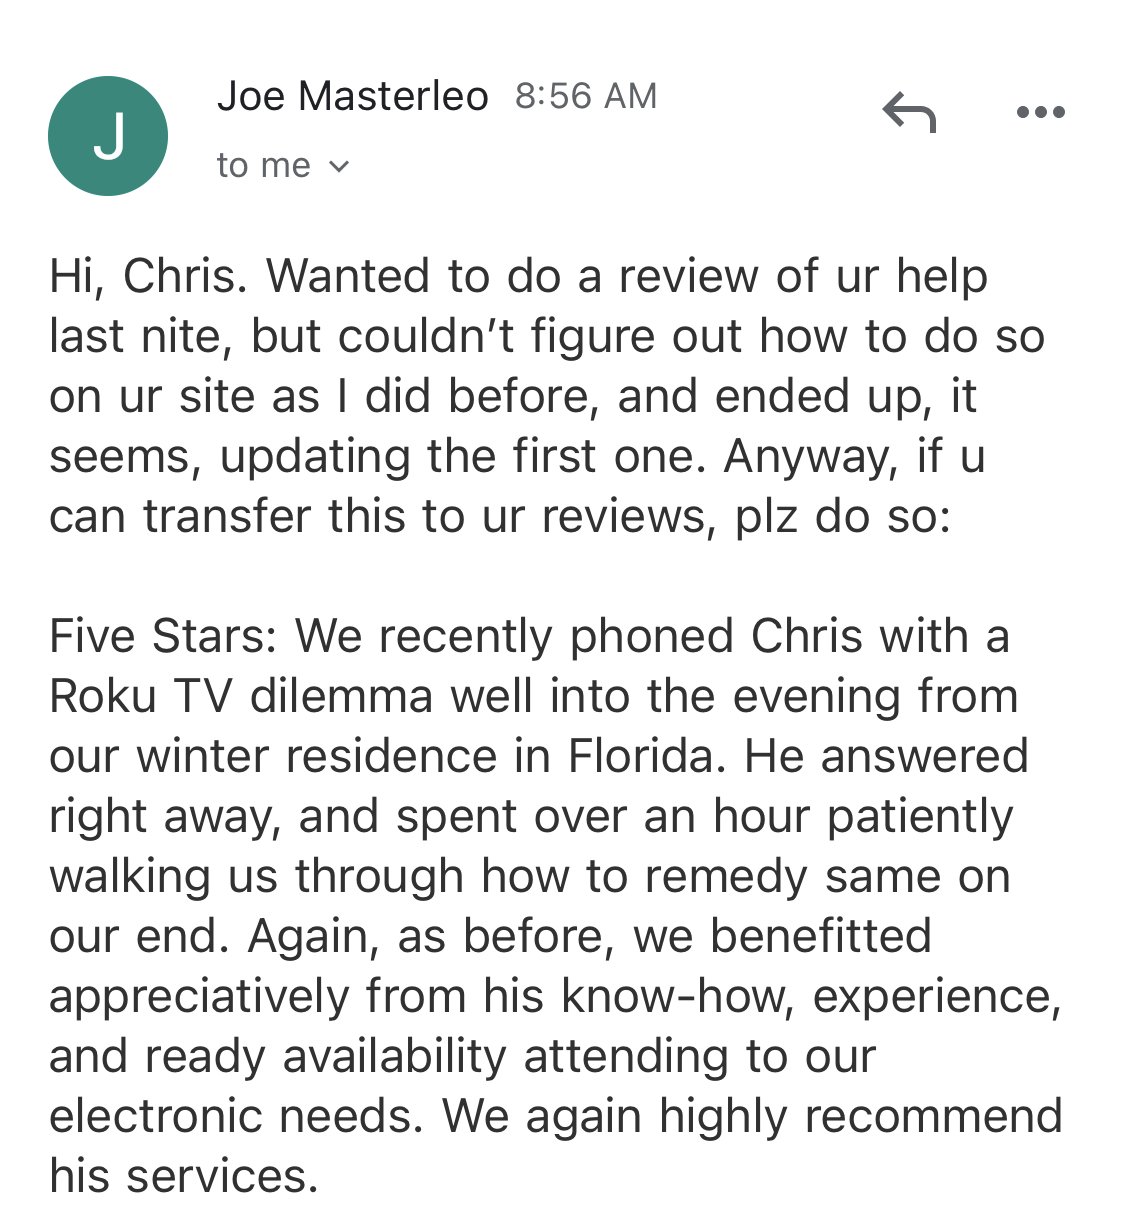 J
Joe Masterleo 8:56 AM
to me
Hi, Chris. Wanted to do a review of ur help
last nite, but couldn’t figure out how to do so
on ur site as I did before, and ended up, it
seems, updating the first one. Anyway, if u
can transfer this to ur reviews, plz do so:
Five Stars: We recently phoned Chris with a
Roku TV dilemma well into the evening from
our winter residence in Florida. He answered
right away, and spent over an hour patiently
walking us through how to remedy same on
our end. Again, as before, we benefitted
appreciatively from his know-how, experience,
and ready availability attending to our
electronic needs. We again highly recommend
his services.